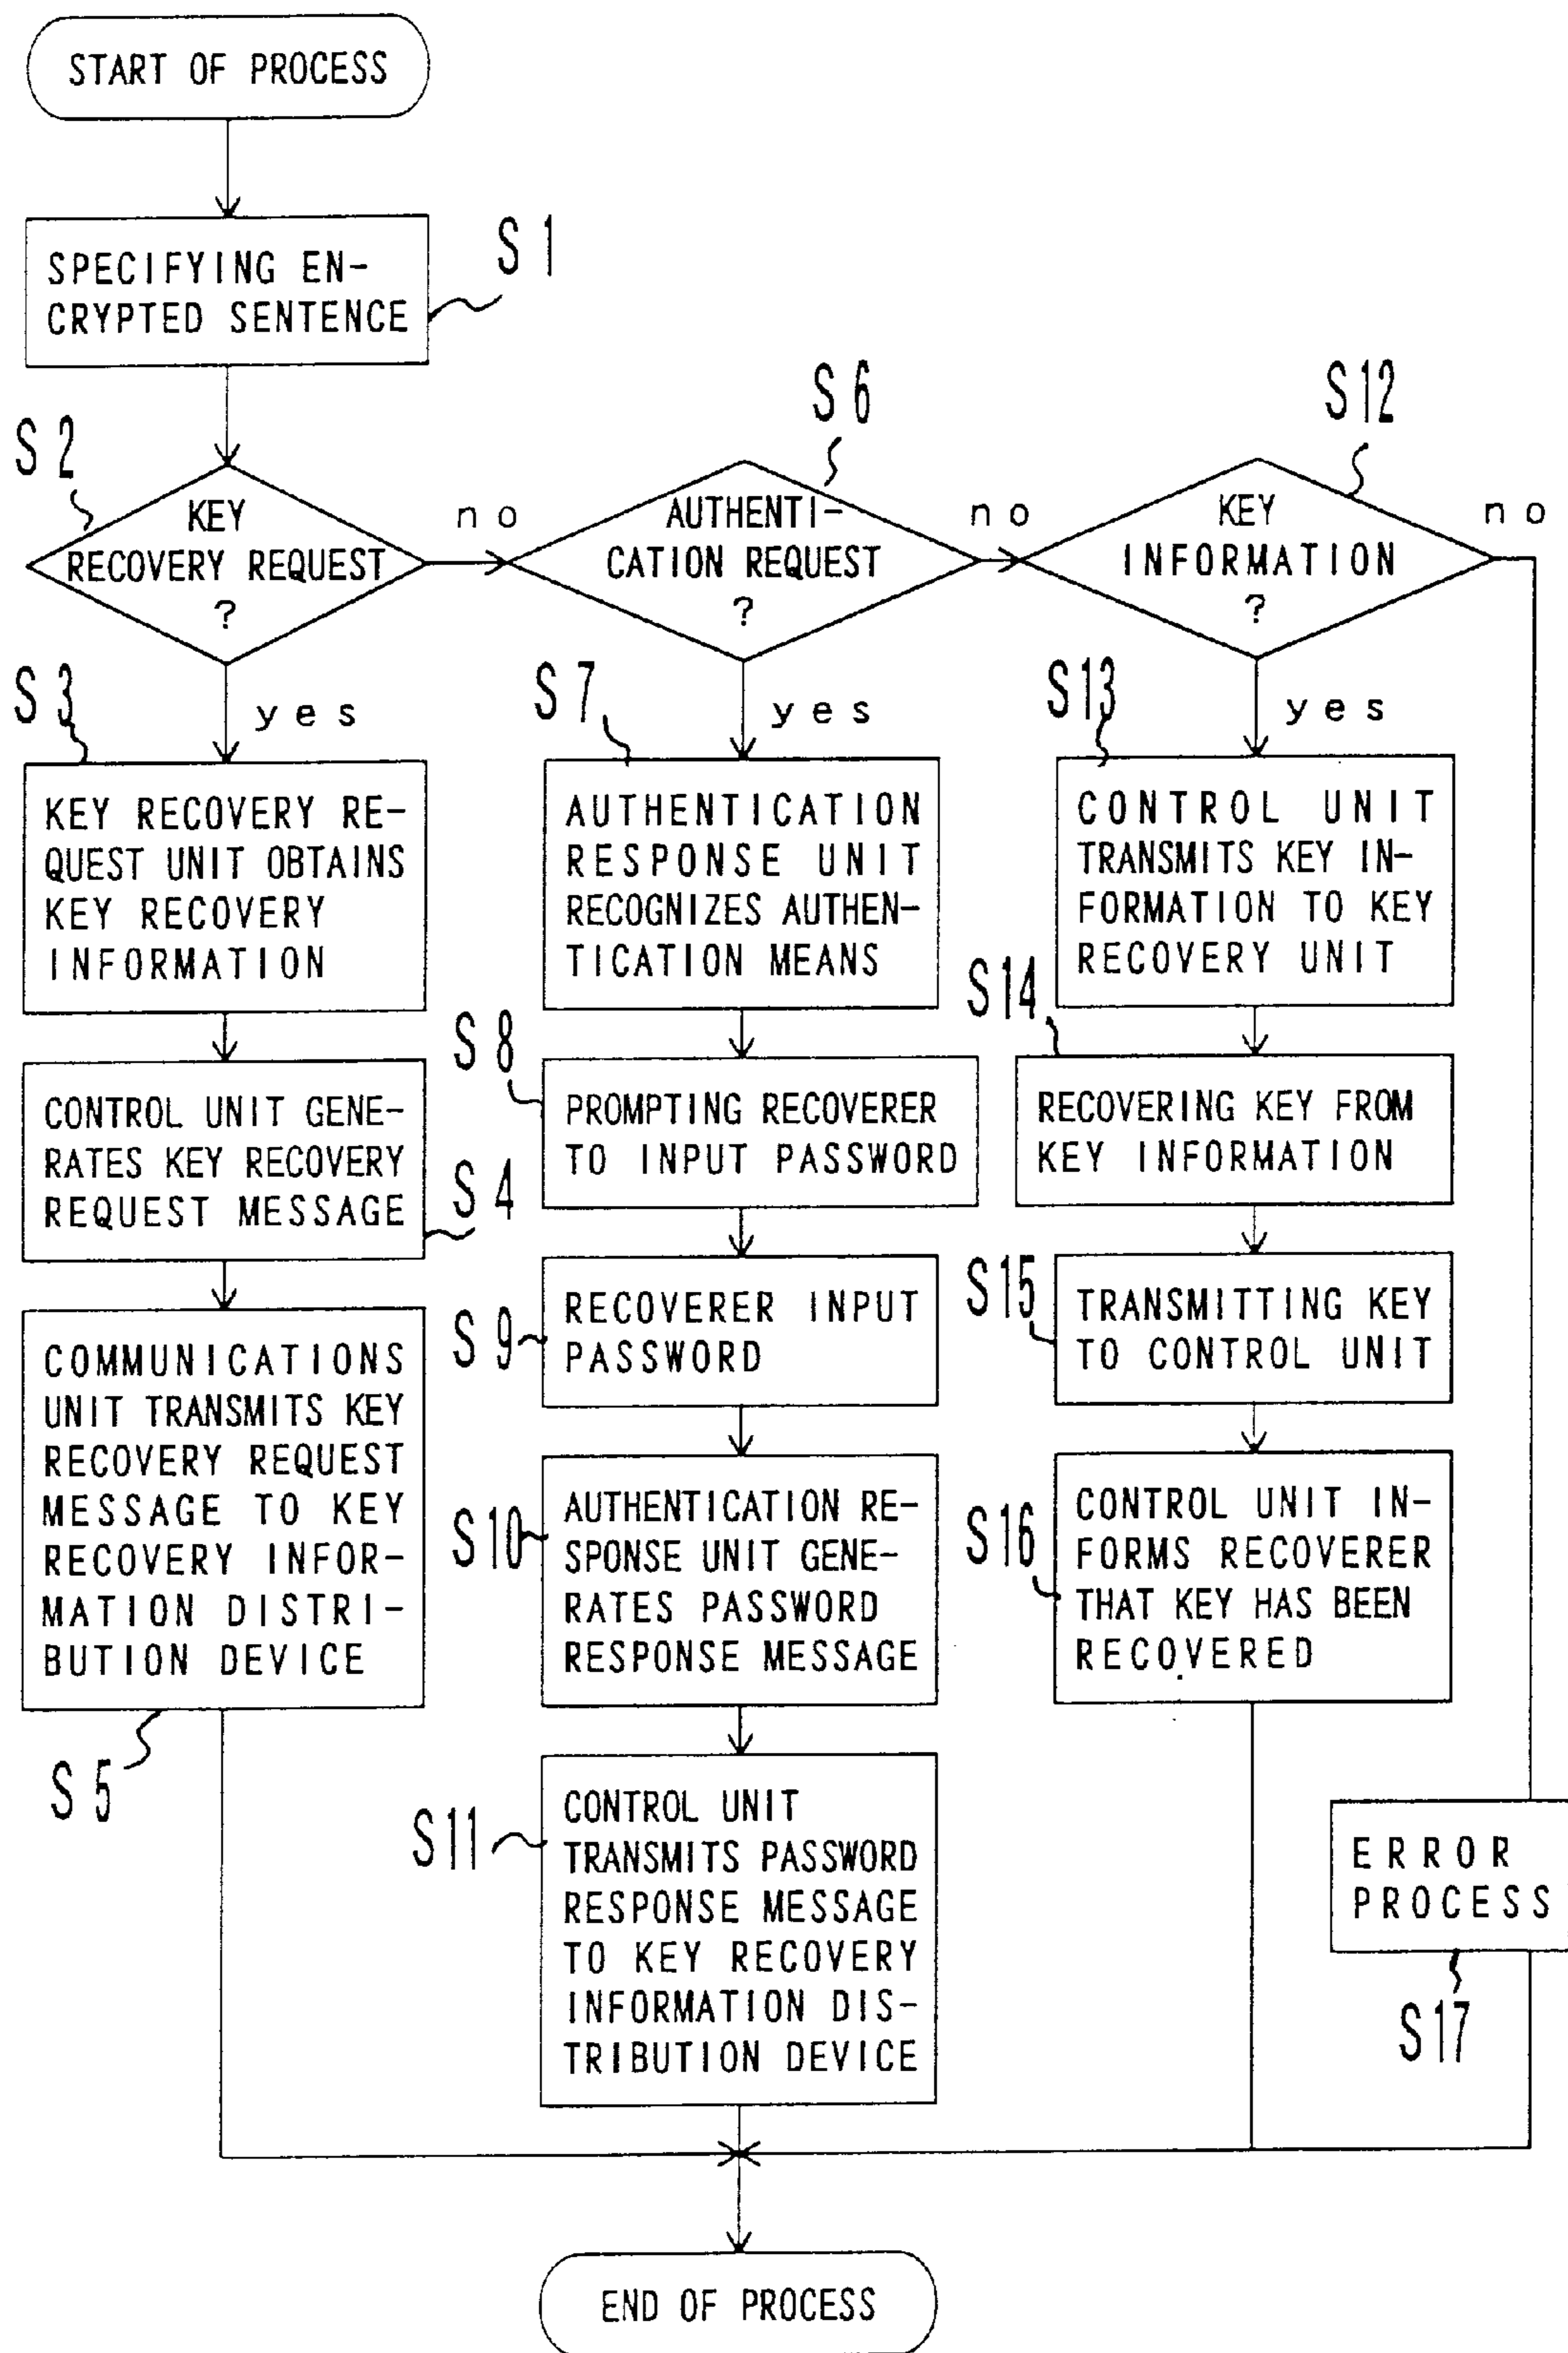 START OF PROCESS
SPECIFYING EN-
CRYPTED SENTENCE
S1
S2
KEY
RECOVERY REQUEST
?
no
yes
S6
AUTHENTI-
CATION REQUEST
?
no
yes
S12
KEY
INFORMATION
?
no
yes
S3
KEY RECOVERY RE-
QUEST UNIT OBTAINS
KEY RECOVERY
INFORMATION
CONTROL UNIT GENE-
RATES KEY RECOVERY
REQUEST MESSAGE
S4
COMMUNICATIONS
UNIT TRANSMITS KEY
RECOVERY REQUEST
MESSAGE TO KEY
RECOVERY INFOR-
MATION DISTRI-
BUTION DEVICE
S5
S7
AUTHENTICATION
RESPONSE UNIT
RECOGNIZES AUTHEN-
TICATION MEANS
S8
PROMPTING RECOVERER
TO INPUT PASSWORD
S9
RECOVERER INPUT
PASSWORD
S10
AUTHENTICATION RE-
SPONSE UNIT GENE-
RATES PASSWORD
RESPONSE MESSAGE
S11
CONTROL UNIT
TRANSMITS PASSWORD
RESPONSE MESSAGE
TO KEY RECOVERY
INFORMATION DIS-
TRIBUTION DEVICE
S13
CONTROL UNIT
TRANSMITS KEY IN-
FORMATION TO KEY
RECOVERY UNIT
S14
RECOVERING KEY FROM
KEY INFORMATION
S15
TRANSMITTING KEY
TO CONTROL UNIT
S16
CONTROL UNIT IN-
FORMS RECOVERER
THAT KEY HAS BEEN
RECOVERED
ERROR
PROCESS
S17
END OF PROCESS